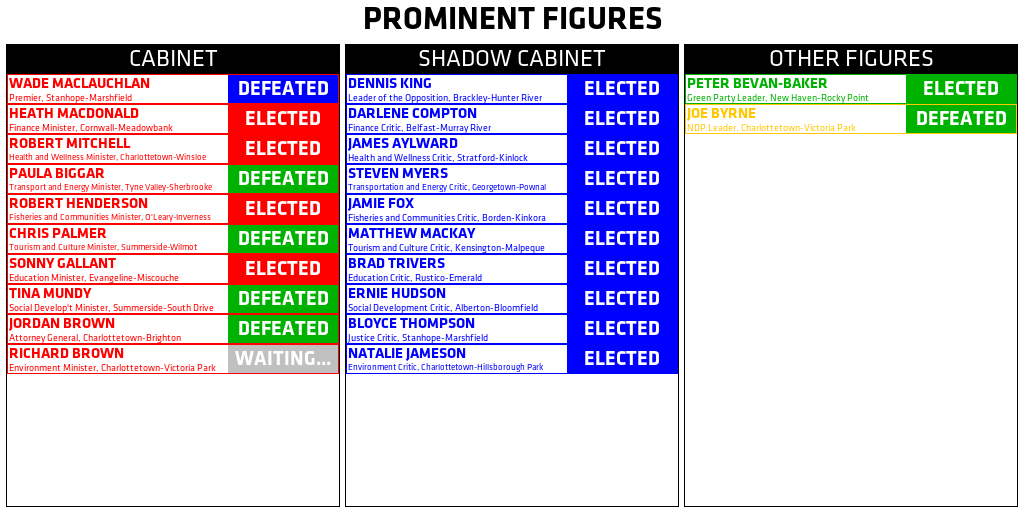 PROMINENT FIGURES
CABINET
WADE MACLAUCHLAN
Premier, Stanhope-Marshfield
DEFEATED
HEATH MACDONALD
Finance Minister, Cornwall-Meadowbank
ELECTED
ROBERT MITCHELL
Health and Wellness Minister, Charlottetown-Winsloe
ELECTED
PAULA BIGGAR
Transport and Energy Minister, Tyne Valley-Sherbrooke
DEFEATED
ROBERT HENDERSON
Fisheries and Communities Minister, O'Leary-Inverness
ELECTED
CHRIS PALMER
Tourism and Culture Minister, Summerside-Wilmot
DEFEATED
SONNY GALLANT
Education Minister, Evangeline-Miscouche
ELECTED
TINA MUNDY
Social Develop't Minister, Summerside-South Drive
DEFEATED
JORDAN BROWN
Attorney General, Charlottetown-Brighton
DEFEATED
RICHARD BROWN
Environment Minister, Charlottetown-Victoria Park
WAITING...
SHADOW CABINET
DENNIS KING
Leader of the Opposition, Brackley-Hunter River
ELECTED
DARLENE COMPTON
Finance Critic, Belfast-Murray River
ELECTED
JAMES AYLWARD
Health and Wellness Critic, Stratford-Kinlock
ELECTED
STEVEN MYERS
Transportation and Energy Critic, Georgetown-Pownal
ELECTED
JAMIE FOX
Fisheries and Communities Critic, Borden-Kinkora
ELECTED
MATTHEW MACKAY
Tourism and Culture Critic, Kensington-Malpeque
ELECTED
BRAD TRIVERS
Education Critic, Rustico-Emerald
ELECTED
ERNIE HUDSON
Social Development Critic, Alberton-Bloomfield
ELECTED
BLOYCE THOMPSON
Justice Critic, Stanhope-Marshfield
ELECTED
NATALIE JAMESON
Environment Critic, Charlottetown-Hillsborough Park
ELECTED
OTHER FIGURES
PETER BEVAN-BAKER
Green Party Leader, New Haven-Rocky Point
ELECTED
JOE BYRNE
NDP Leader, Charlottetown-Victoria Park
DEFEATED